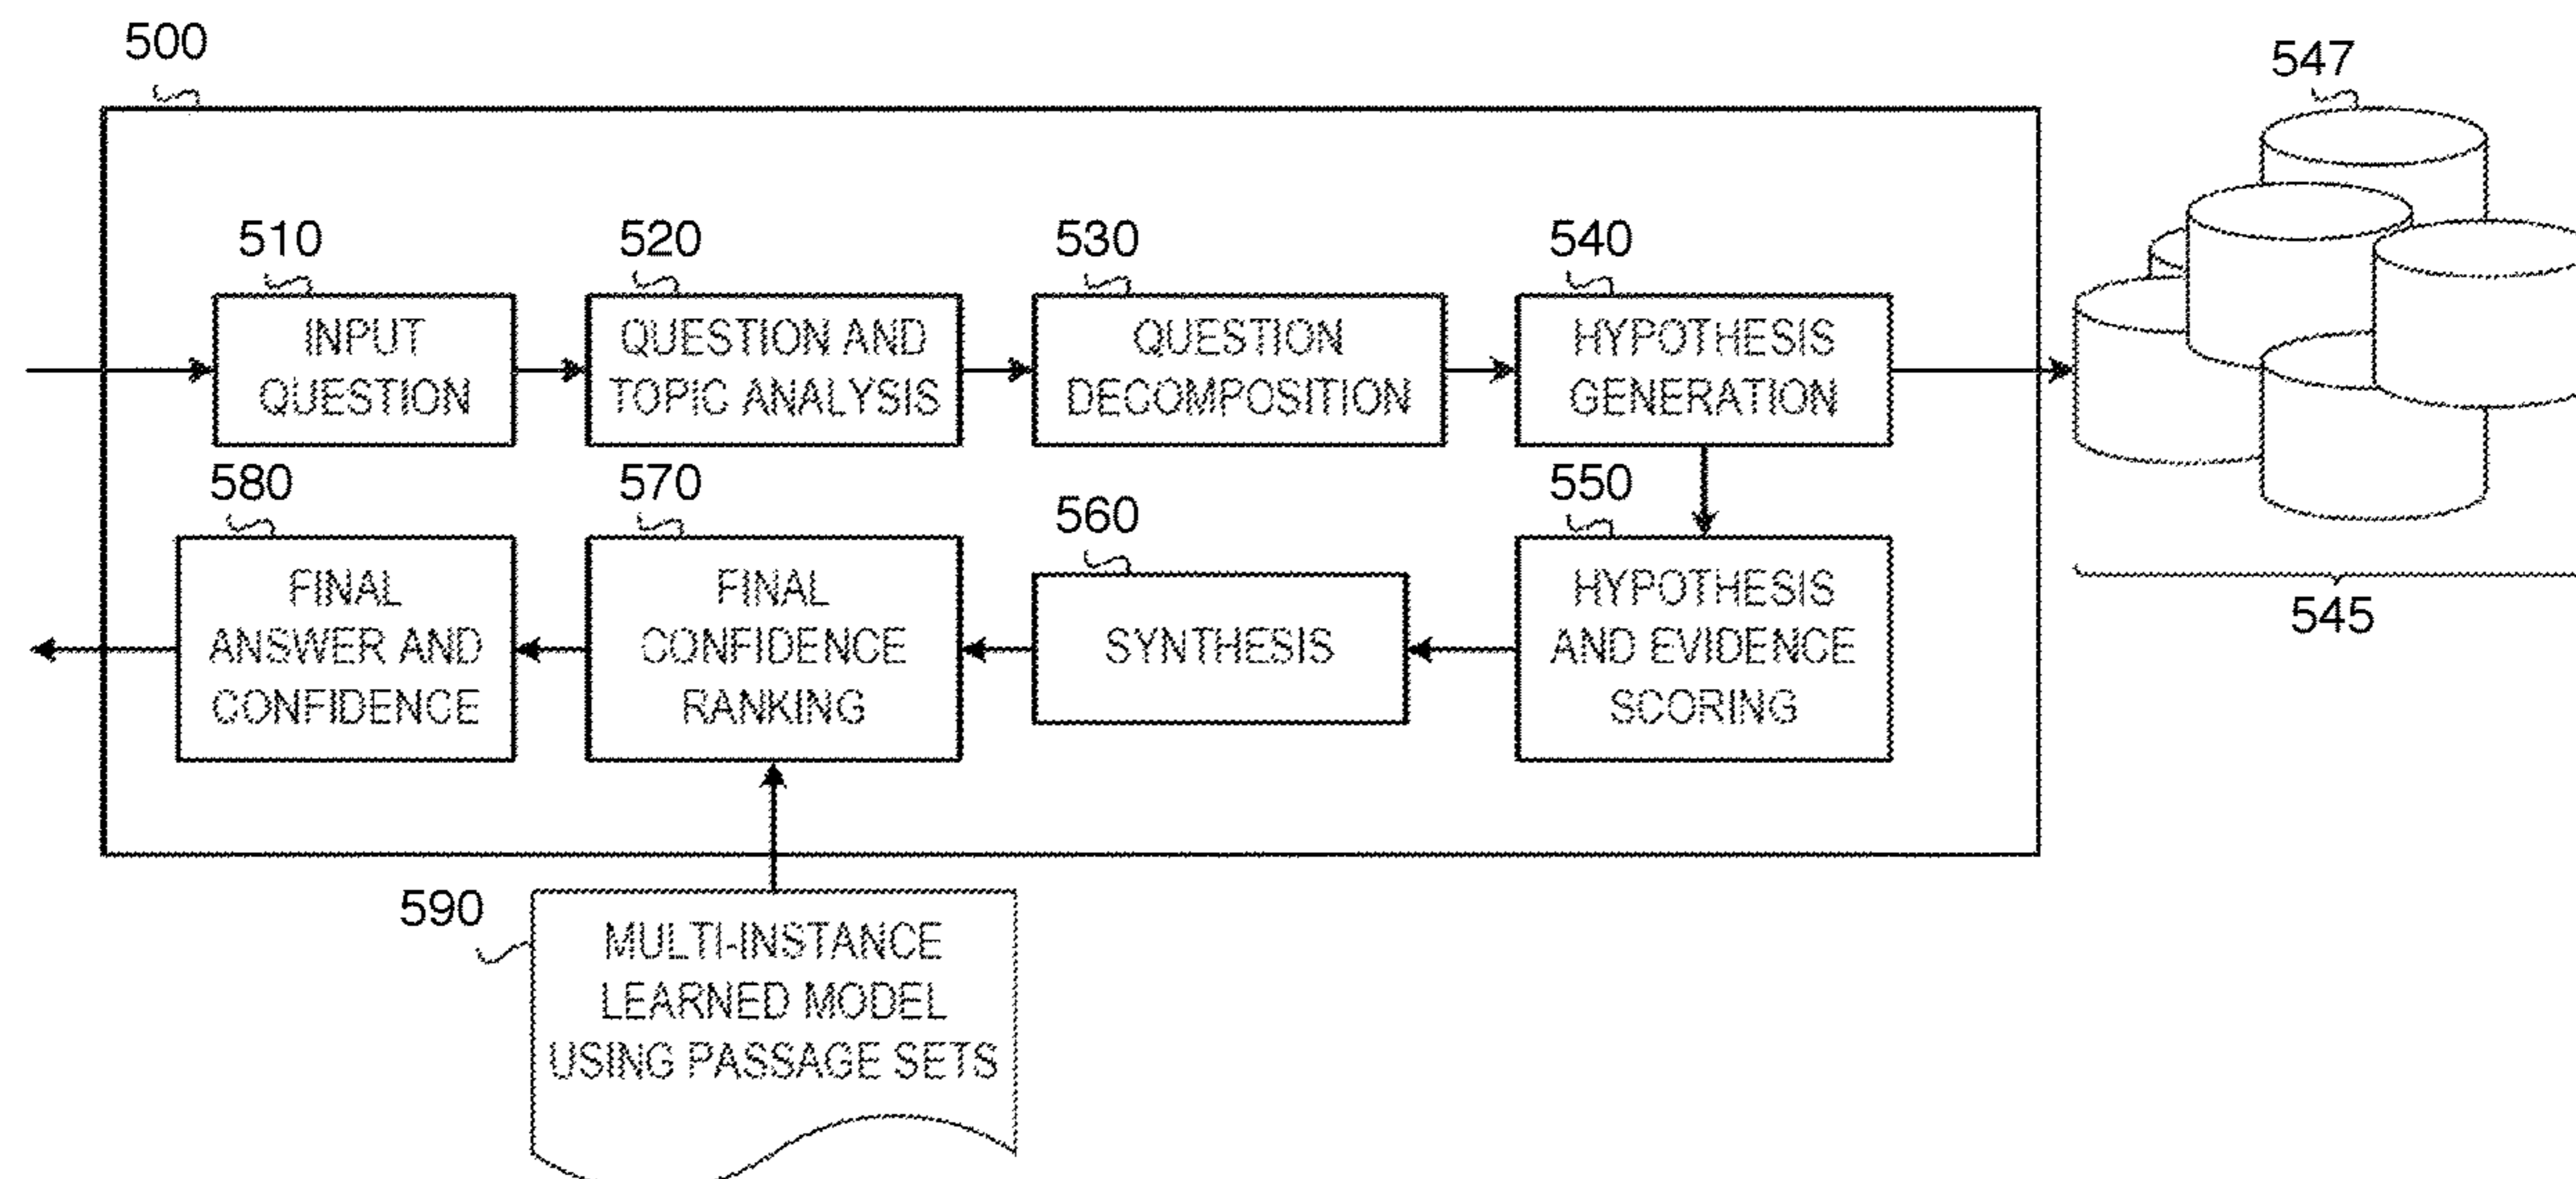 500
547
510
520
530
540
INPUT
QUESTION
QUESTION AND
TOPIC ANALYSIS
QUESTION
DECOMPOSITION
HYPOTHESIS
GENERATION
580
570
560
550
FINAL
ANSWER AND
CONFIDENCE
FINAL
CONFIDENCE
RANKING
SYNTHESIS
HYPOTHESIS
AND EVIDENCE
SCORING
545
590
MULTI-INSTANCE
LEARNED MODEL
USING PASSAGE SETS